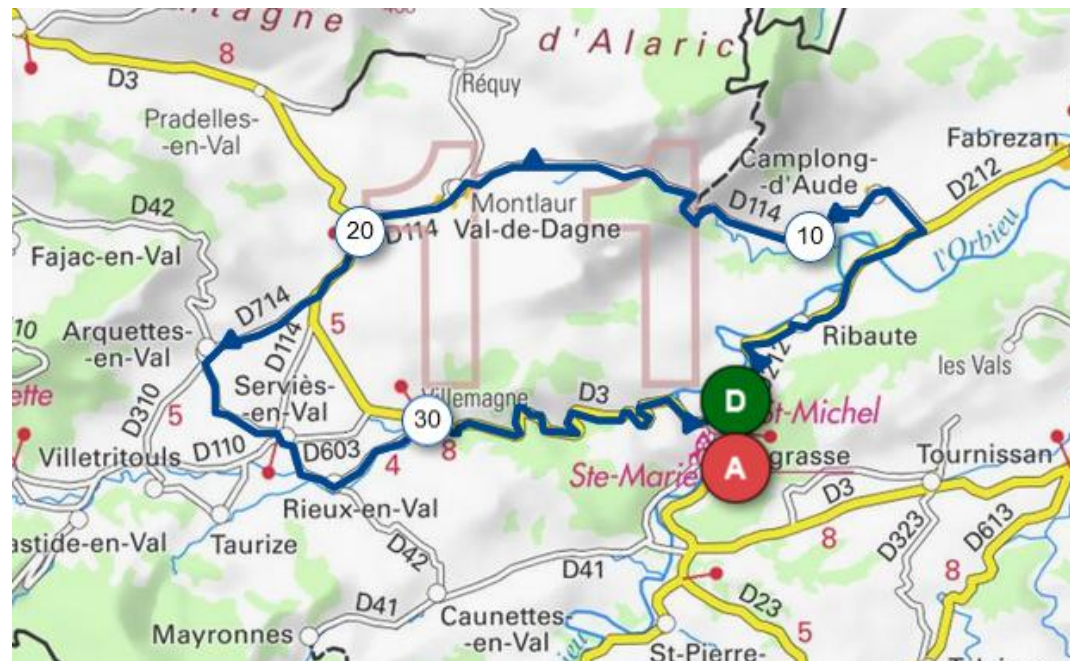 d'Alaric
8
D3
Réquy
Pradelles-
-en-Val
Fabrezan
Camplong-
-d'Aude
D212
D42
Montlaur
Val-de-Dagne
D114
D114
10
20
l'Orbieu
Fajac-en-Val
11
D714
5
D114
Arquettes-
-en-Val
Ribaute
les Vals
D212
Serviès-
-en-Val
D310
5
Villemagne
D3
D
St-Michel
30
D603
D110
4
8
Villetritouls
Ste-Marie
A
Tournissan
Rieux-en-Val
D3
8
Taurize
D42
D323
D613
8
D41
D41
Caunettes-
-en-Val
D23
5
Mayronnes
St-Pierre-